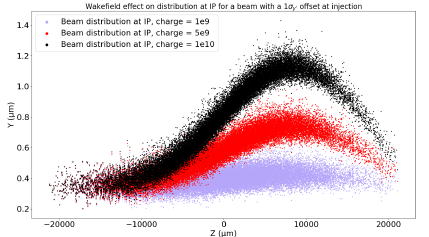 Wakefield effect on distribution at IP for a beam with a 1σy' offset at injection
Beam distribution at IP, charge = 1e9
Beam distribution at IP, charge = 5e9
Beam distribution at IP, charge = 1e10
1.4
1.2
1.0
0.8
0.6
0.4
0.2
Y (μm)
−20000 −10000 0 10000 20000
Z (μm)